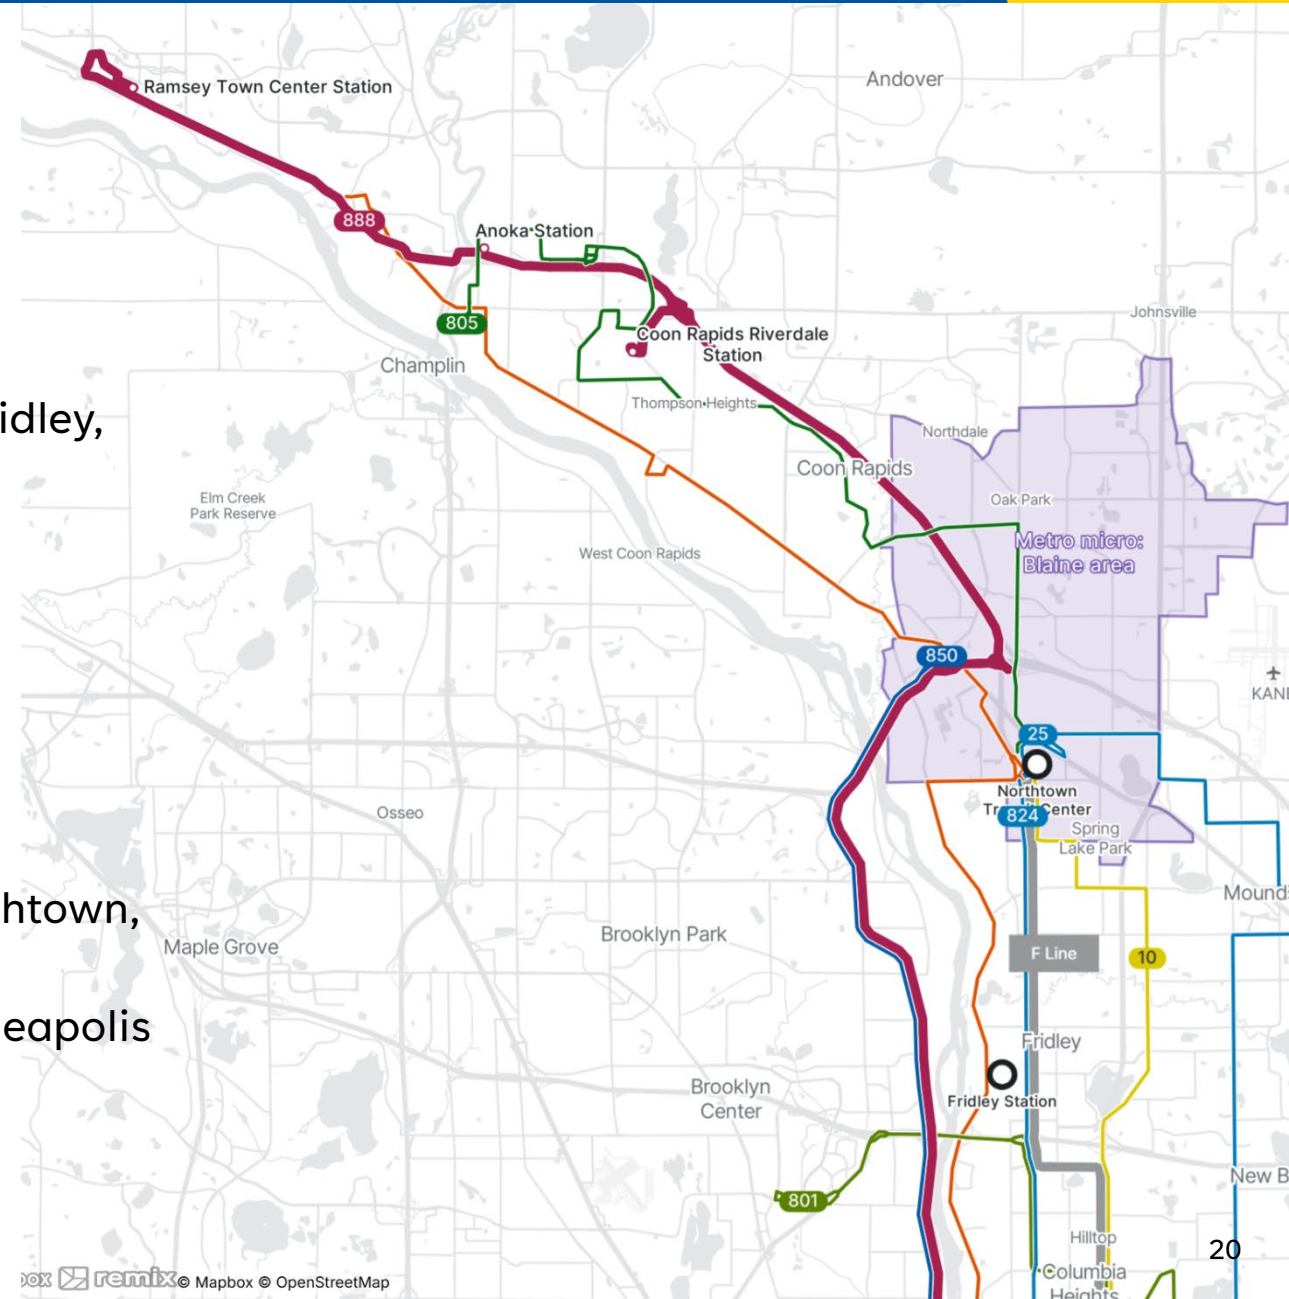 Ramsey Town Center Station
Andover
888
Anoka Station
805
Johnsville
Coon Rapids Riverdale
Station
Champlin
Thompson Heights
idley,
Northdale
Coon Rapids
Elm Creek
Park Reserve
Oak Park
Metro micro:
Blaine area
West Coon Rapids
850
KANE
25
Northtown
Center
824
Osseo
Spring
Lake Park
Mound
htown,
Brooklyn Park
Maple Grove
F Line
10
eapolis
Fridley
Brooklyn
Center
Fridley Station
801
New B
Hilltop
20
Columbia
Heights
box remix © Mapbox © OpenStreetMap